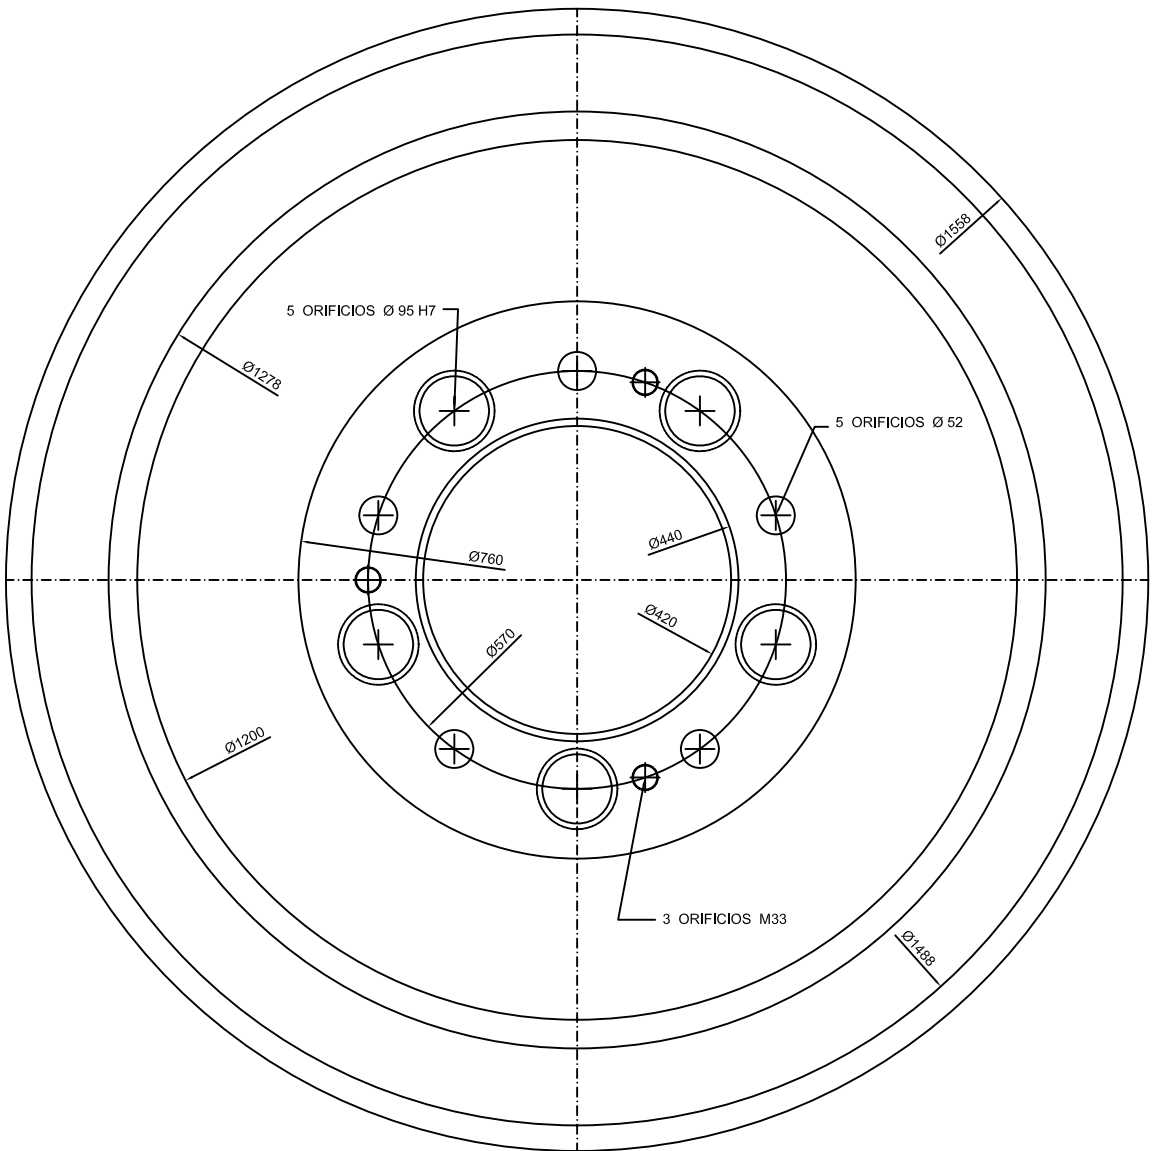 Ø1558
5 ORIFICIOS Ø 95 H7
Ø1278
5 ORIFICIOS Ø 52
Ø440
Ø760
Ø420
Ø570
Ø1200
3 ORIFICIOS M33
Ø1488